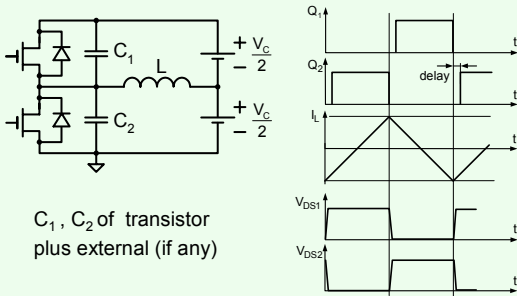 C1
L
+ VC
− 2
C2
+ VC
− 2
C1 , C2 of transistor
plus external (if any)
Q1
t
Q2
delay
t
IL
t
VDS1
t
VDS2
t